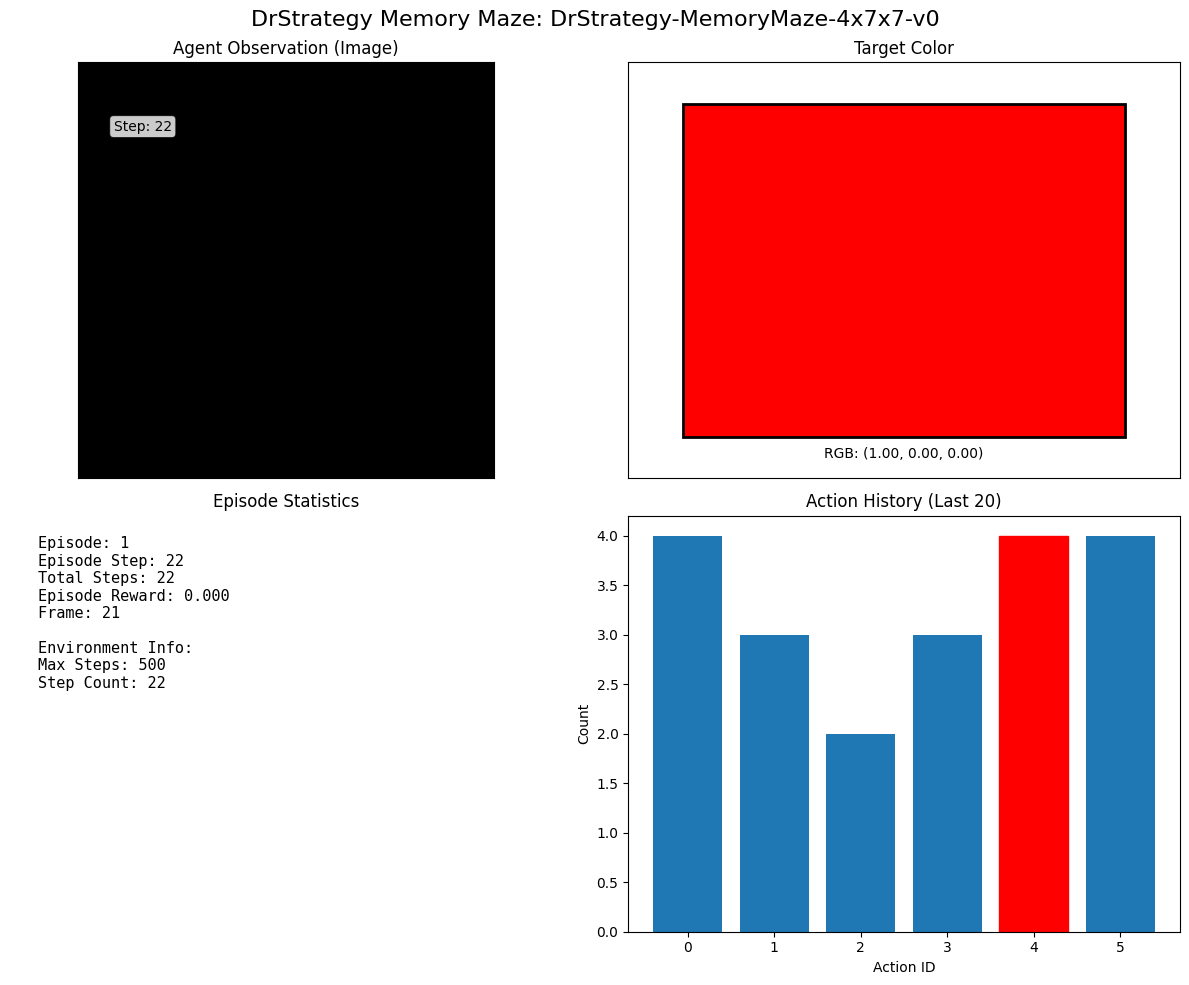 DrStrategy Memory Maze: DrStrategy-MemoryMaze-4x7x7-v0
Agent Observation (Image)
Step: 22
Target Color
RGB: (1.00, 0.00, 0.00)
Episode Statistics
Episode: 1
Episode Step: 22
Total Steps: 22
Episode Reward: 0.000
Frame: 21
Environment Info:
Max Steps: 500
Step Count: 22
Action History (Last 20)
Count
4.0
3.5
3.0
2.5
2.0
1.5
1.0
0.5
0.0
0 1 2 3 4 5
Action ID